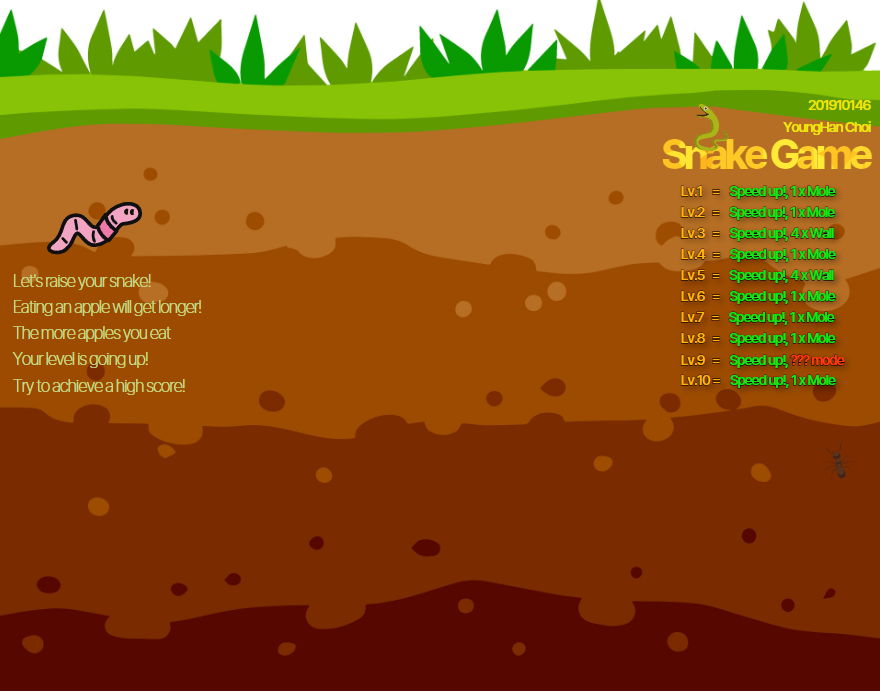 201910146
YoungHan Choi
Snake Game
Lv.1 = Speed up!, 1 x Mole
Lv.2 = Speed up!, 1 x Mole
Lv.3 = Speed up!, 4 x Wall
Lv.4 = Speed up!, 1 x Mole
Lv.5 = Speed up!, 4 x Wall
Lv.6 = Speed up!, 1 x Mole
Lv.7 = Speed up!, 1 x Mole
Lv.8 = Speed up!, 1 x Mole
Lv.9 = Speed up!, ??? mode
Lv.10 = Speed up!, 1 x Mole
Let's raise your snake!
Eating an apple will get longer!
The more apples you eat
Your level is going up!
Try to achieve a high score!